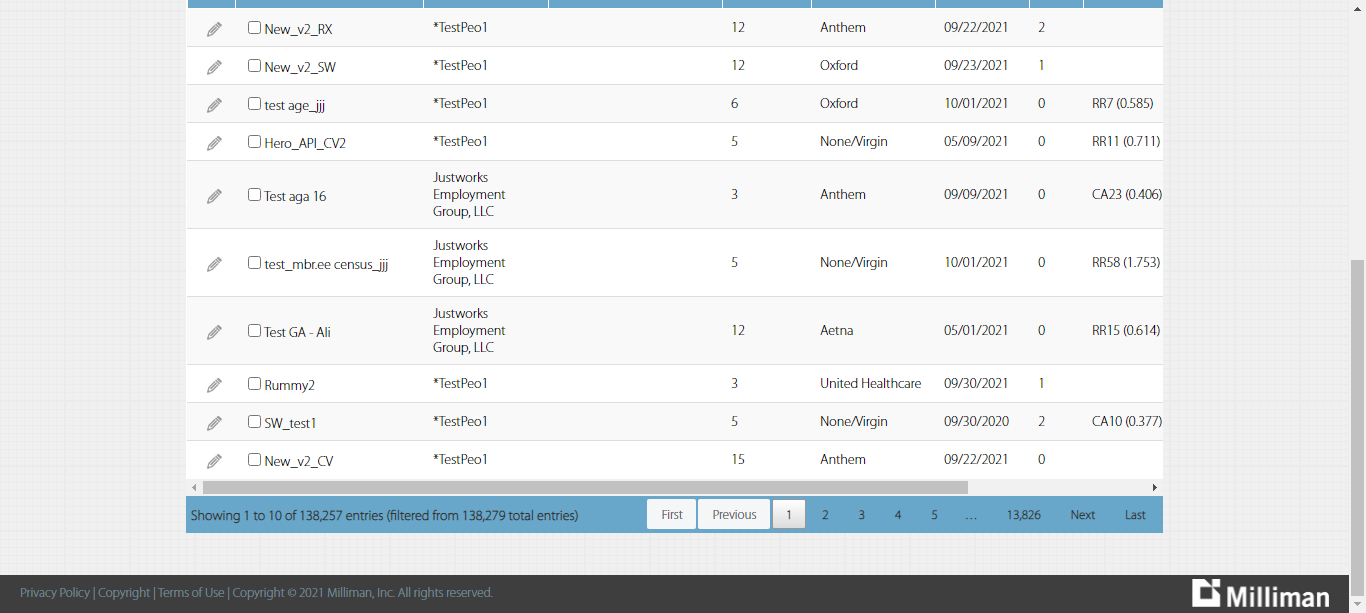 New_v2_RX *TestPeo1 12 Anthem 09/22/2021 2
New_v2_SW *TestPeo1 12 Oxford 09/23/2021 1
test age_jjj *TestPeo1 6 Oxford 10/01/2021 0 RR7 (0.585)
Hero_API_CV2 *TestPeo1 5 None/Virgin 05/09/2021 0 RR11 (0.711)
Justworks
Test aga 16 Employment 3 Anthem 09/09/2021 0 CA23 (0.406)
Group, LLC
Justworks
test_mbr.ee census_jjj Employment 5 None/Virgin 10/01/2021 0 RR58 (1.753)
Group, LLC
Justworks
Test GA - Ali Employment 12 Aetna 05/01/2021 0 RR15 (0.614)
Group, LLC
Rummy2 *TestPeo1 3 United Healthcare 09/30/2021 1
SW_test1 *TestPeo1 5 None/Virgin 09/30/2020 2 CA10 (0.377)
New_v2_CV *TestPeo1 15 Anthem 09/22/2021 0
Showing 1 to 10 of 138,257 entries (filtered from 138,279 total entries) First Previous 1 2 3 4 5 ... 13,826 Next Last
Privacy Policy | Copyright | Terms of Use | Copyright © 2021 Milliman, Inc. All rights reserved. Milliman